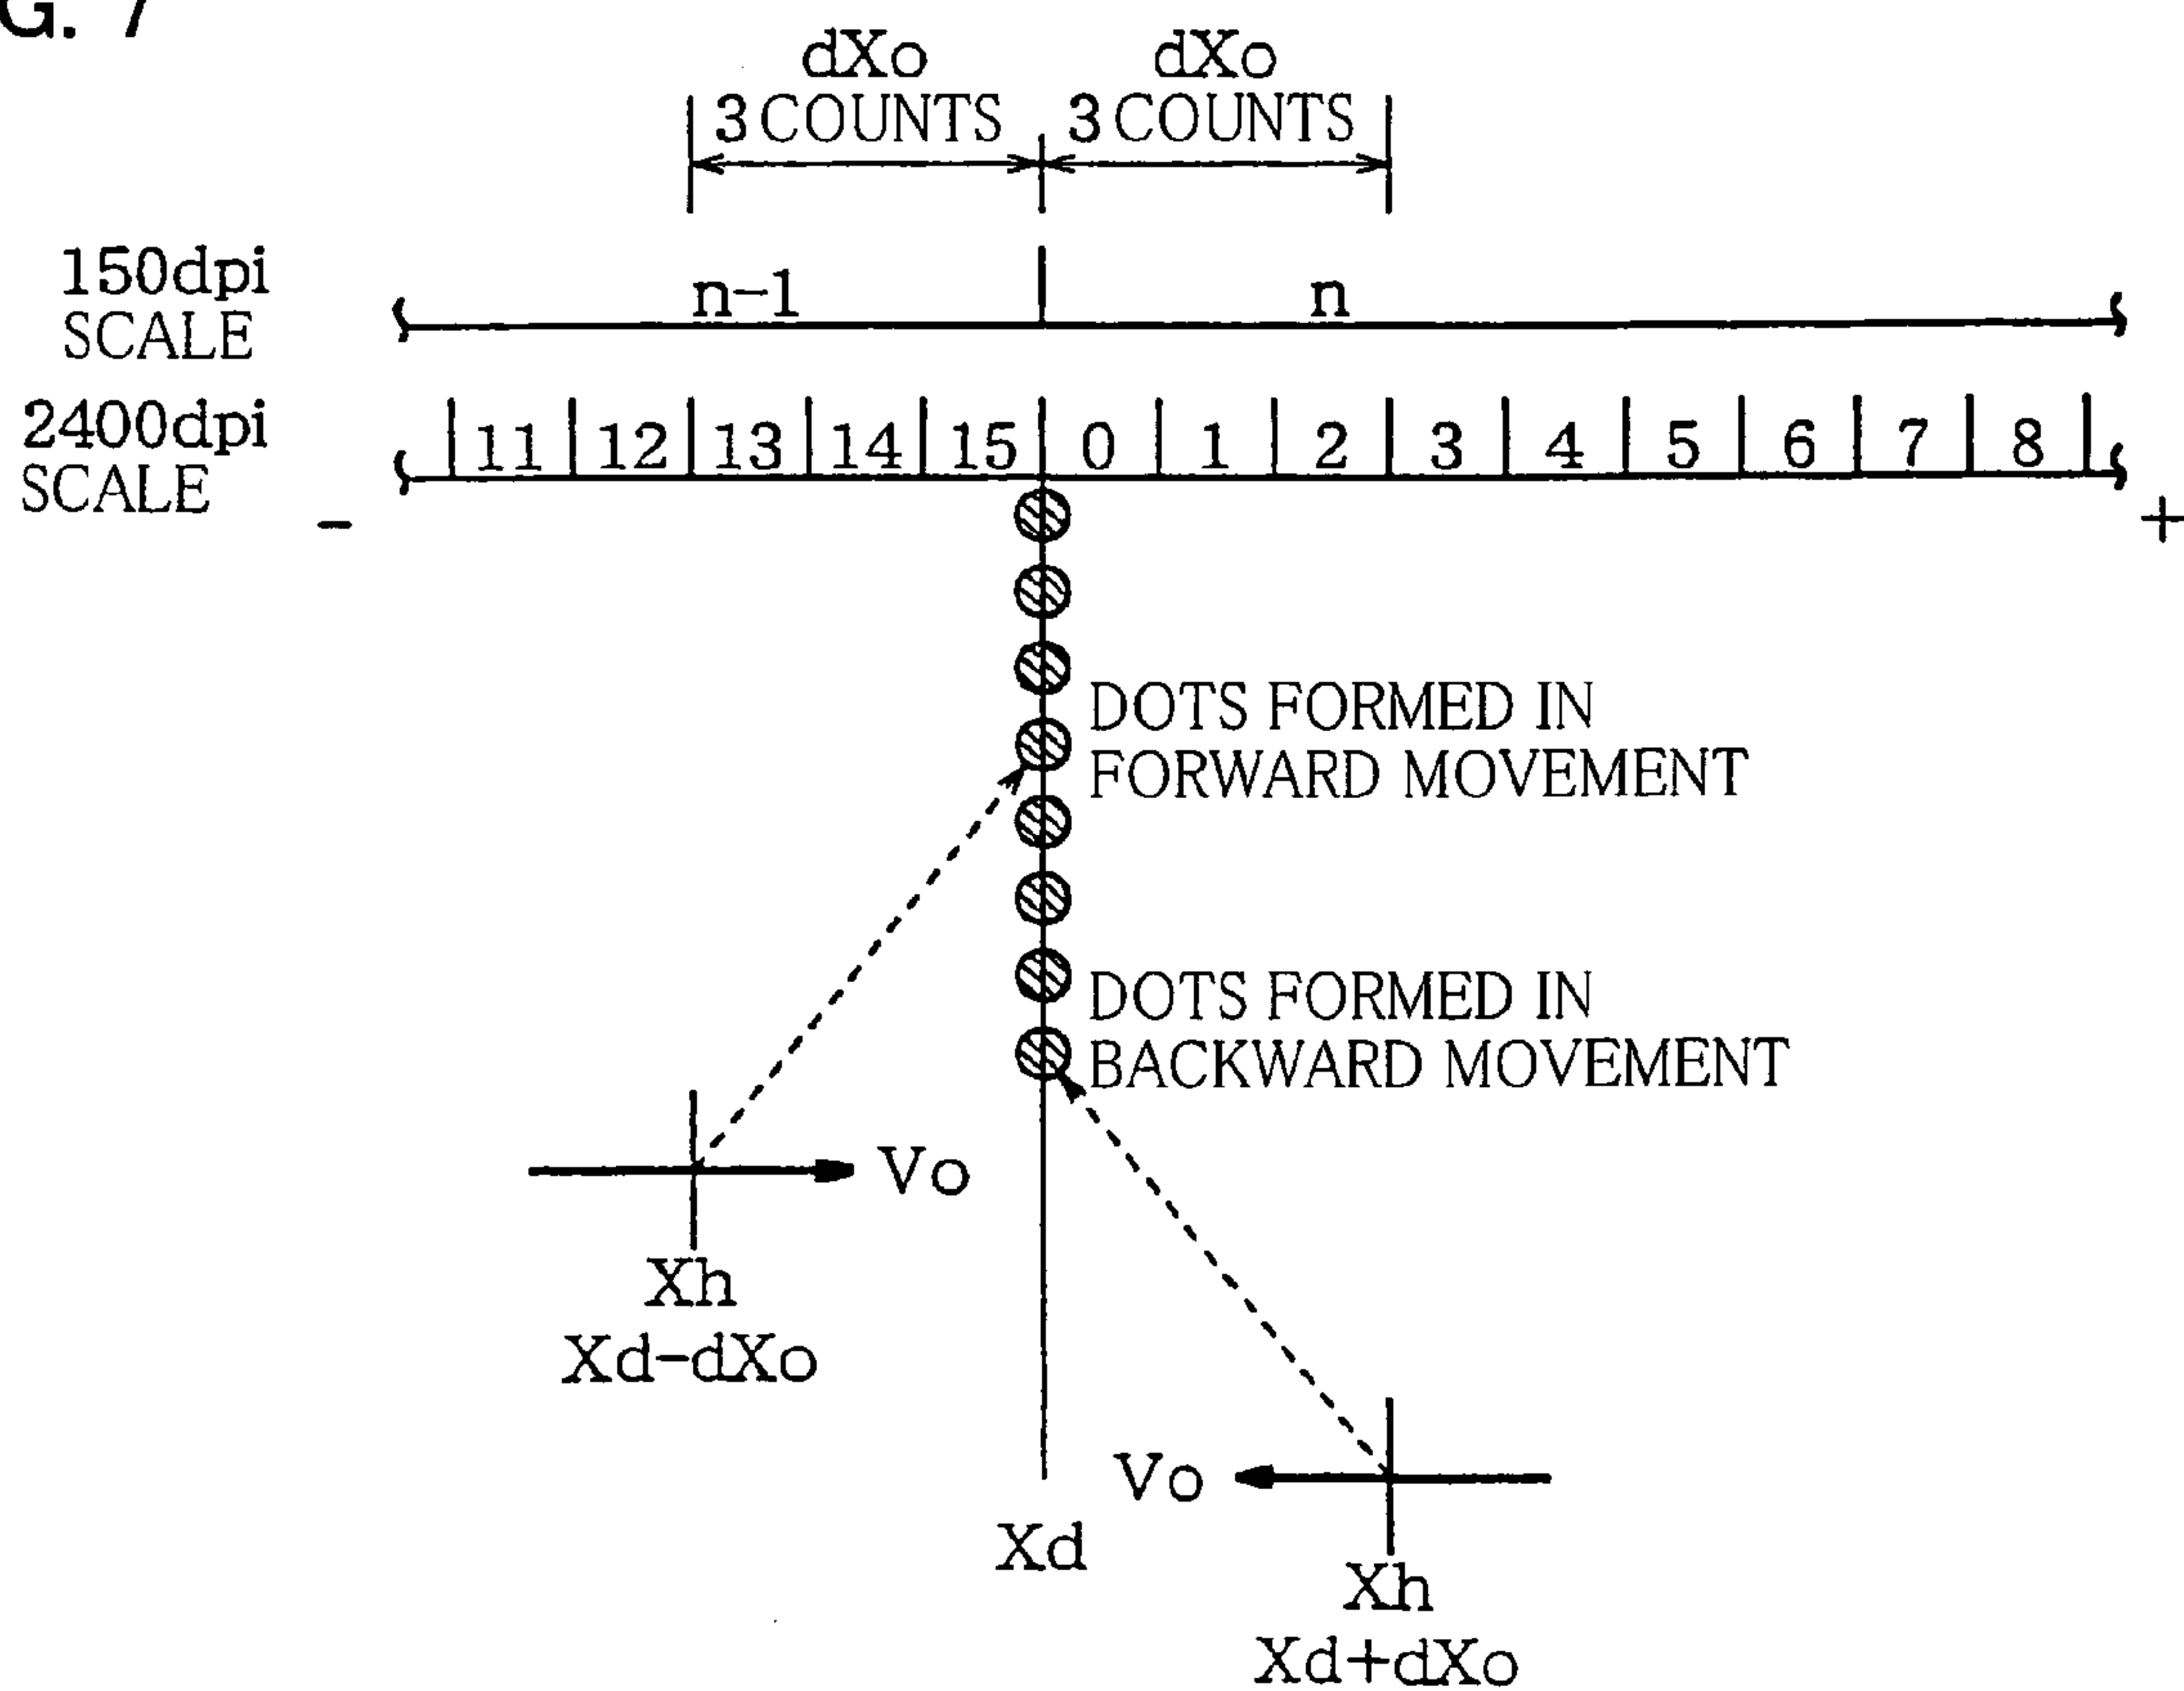 G. 7
dXo dXo
3 COUNTS 3 COUNTS
150dpi
SCALE
n-1 n
2400dpi
SCALE
11 12 13 14 15 0 1 2 3 4 5 6 7 8
- +
DOTS FORMED IN
FORWARD MOVEMENT
DOTS FORMED IN
BACKWARD MOVEMENT
Vo
Xh
Xd-dXo
Vo
Xd
Xh
Xd+dXo